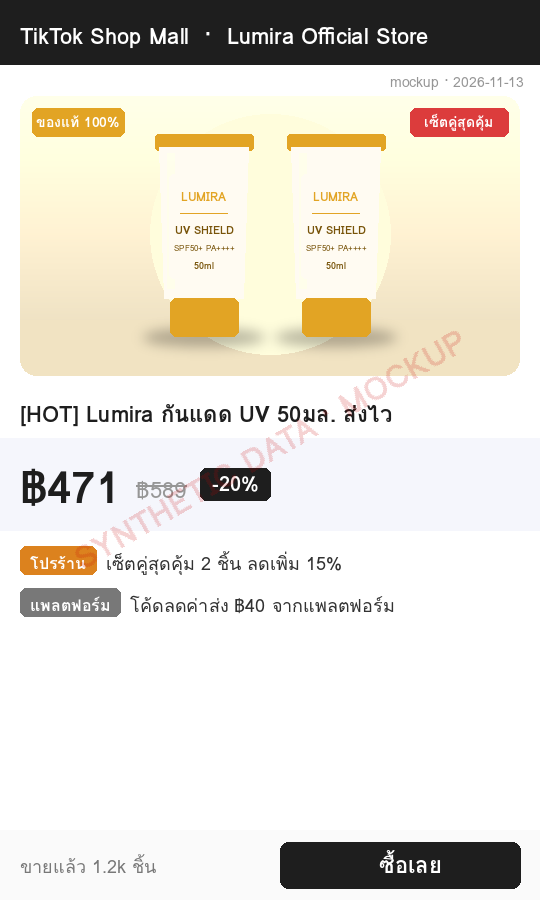 TikTok Shop Mall · Lumira Official Store
mockup · 2026-11-13
ของแท้ 100%
เซ็ตคู่สุดคุ้ม
LUMIRA
UV SHIELD
SPF50+ PA++++
50ml
LUMIRA
UV SHIELD
SPF50+ PA++++
50ml
[HOT] Lumira กันแดด UV 50มล. ส่งไว
฿471 ฿589 -20%
โปรร้าน เซ็ตคู่สุดคุ้ม 2 ชิ้น ลดเพิ่ม 15%
แพลตฟอร์ม โค้ดลดค่าส่ง ฿40 จากแพลตฟอร์ม
SYNTHETIC DATA · MOCKUP
ขายแล้ว 1.2k ชิ้น
ซื้อเลย